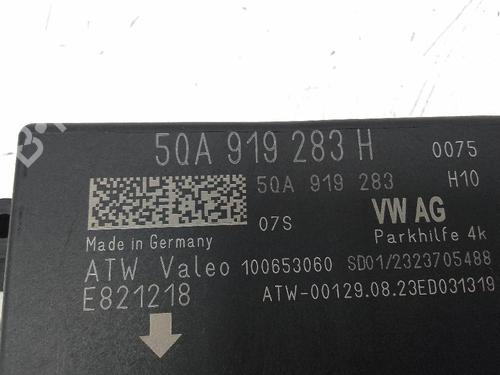 5QA 919 283 H 0075
5QA 919 283 H10
07S VW AG
Made in Germany Parkhilfe 4k
ATW Valeo 100653060 SD01/2323705488
E821218 ATW-00129.08.23ED031319